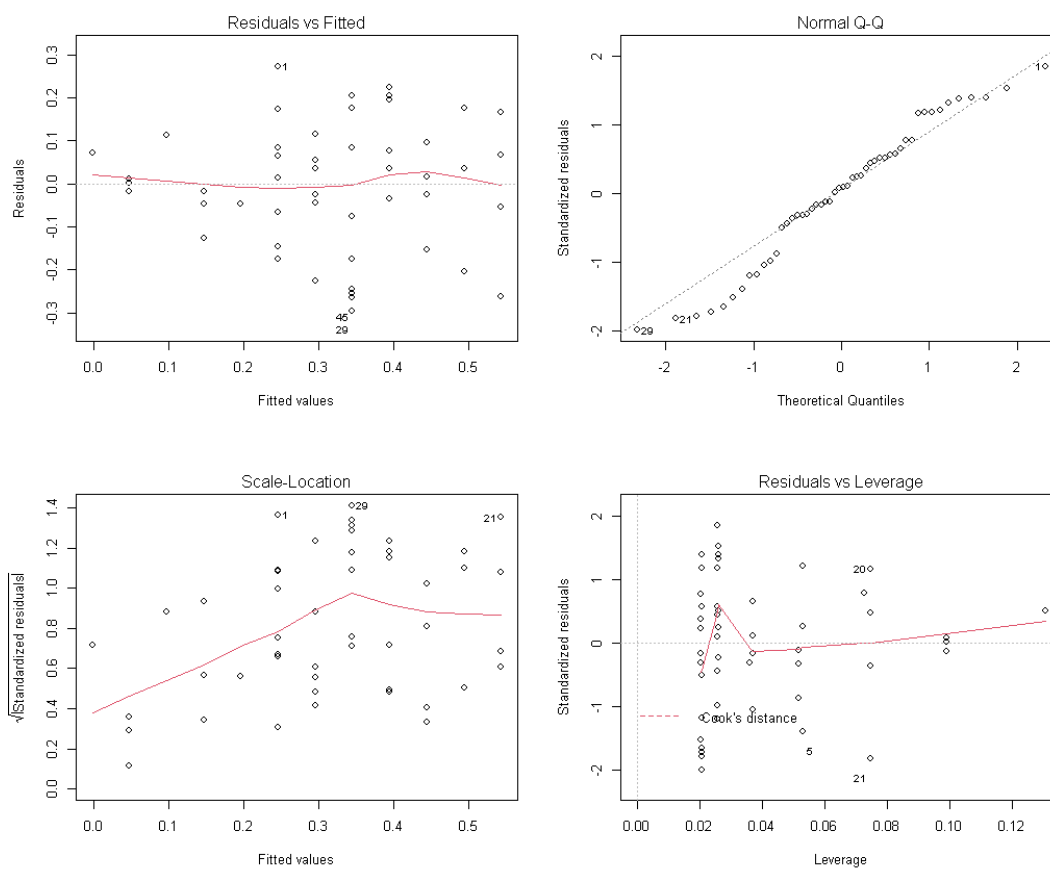 Residuals vs Fitted
Residuals
0.3
0.2
0.1
0.0
-0.1
-0.2
-0.3
1
45
29
0.0 0.1 0.2 0.3 0.4 0.5
Fitted values
Normal Q-Q
Standardized residuals
2
1
0
-1
-2
1
21
29
-2 -1 0 1 2
Theoretical Quantiles
Scale-Location
√|Standardized residuals|
1.4
1.2
1.0
0.8
0.6
0.4
0.2
0.0
1
29
21
0.0 0.1 0.2 0.3 0.4 0.5
Fitted values
Residuals vs Leverage
Standardized residuals
2
1
0
-1
-2
20
Cook's distance
5
21
0.00 0.02 0.04 0.06 0.08 0.10 0.12
Leverage